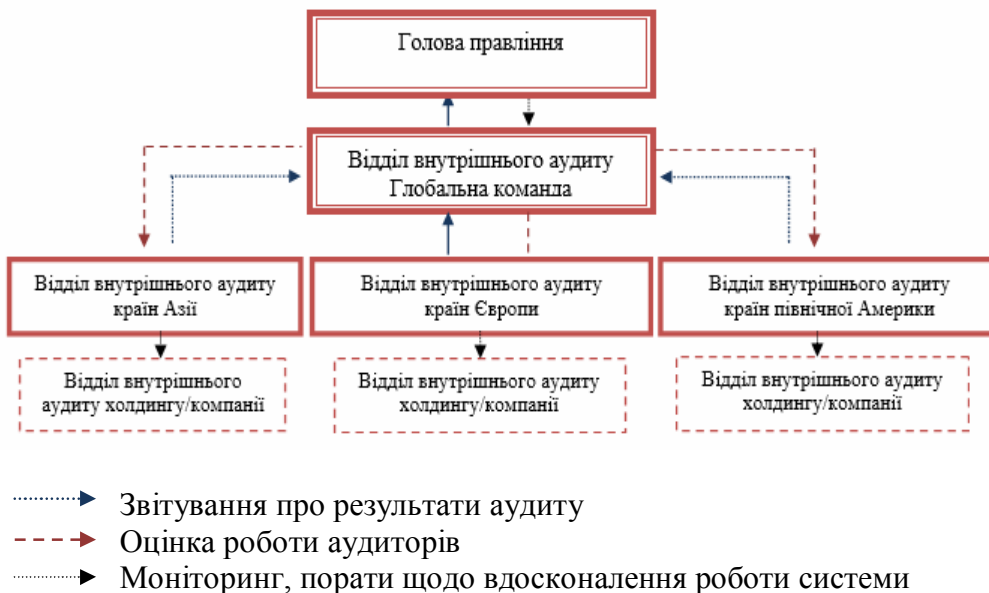 Голова правління
Відділ внутрішнього аудиту
Глобальна команда
Відділ внутрішнього аудиту
країн Азії
Відділ внутрішнього аудиту
країн Європи
Відділ внутрішнього аудиту
країн північної Америки
Відділ внутрішнього
аудиту холдингу/компанії
Відділ внутрішнього аудиту
холдингу/компанії
Відділ внутрішнього аудиту
холдингу/компанії
Звітування про результати аудиту
Оцінка роботи аудиторів
Моніторинг, порати щодо вдосконалення роботи системи